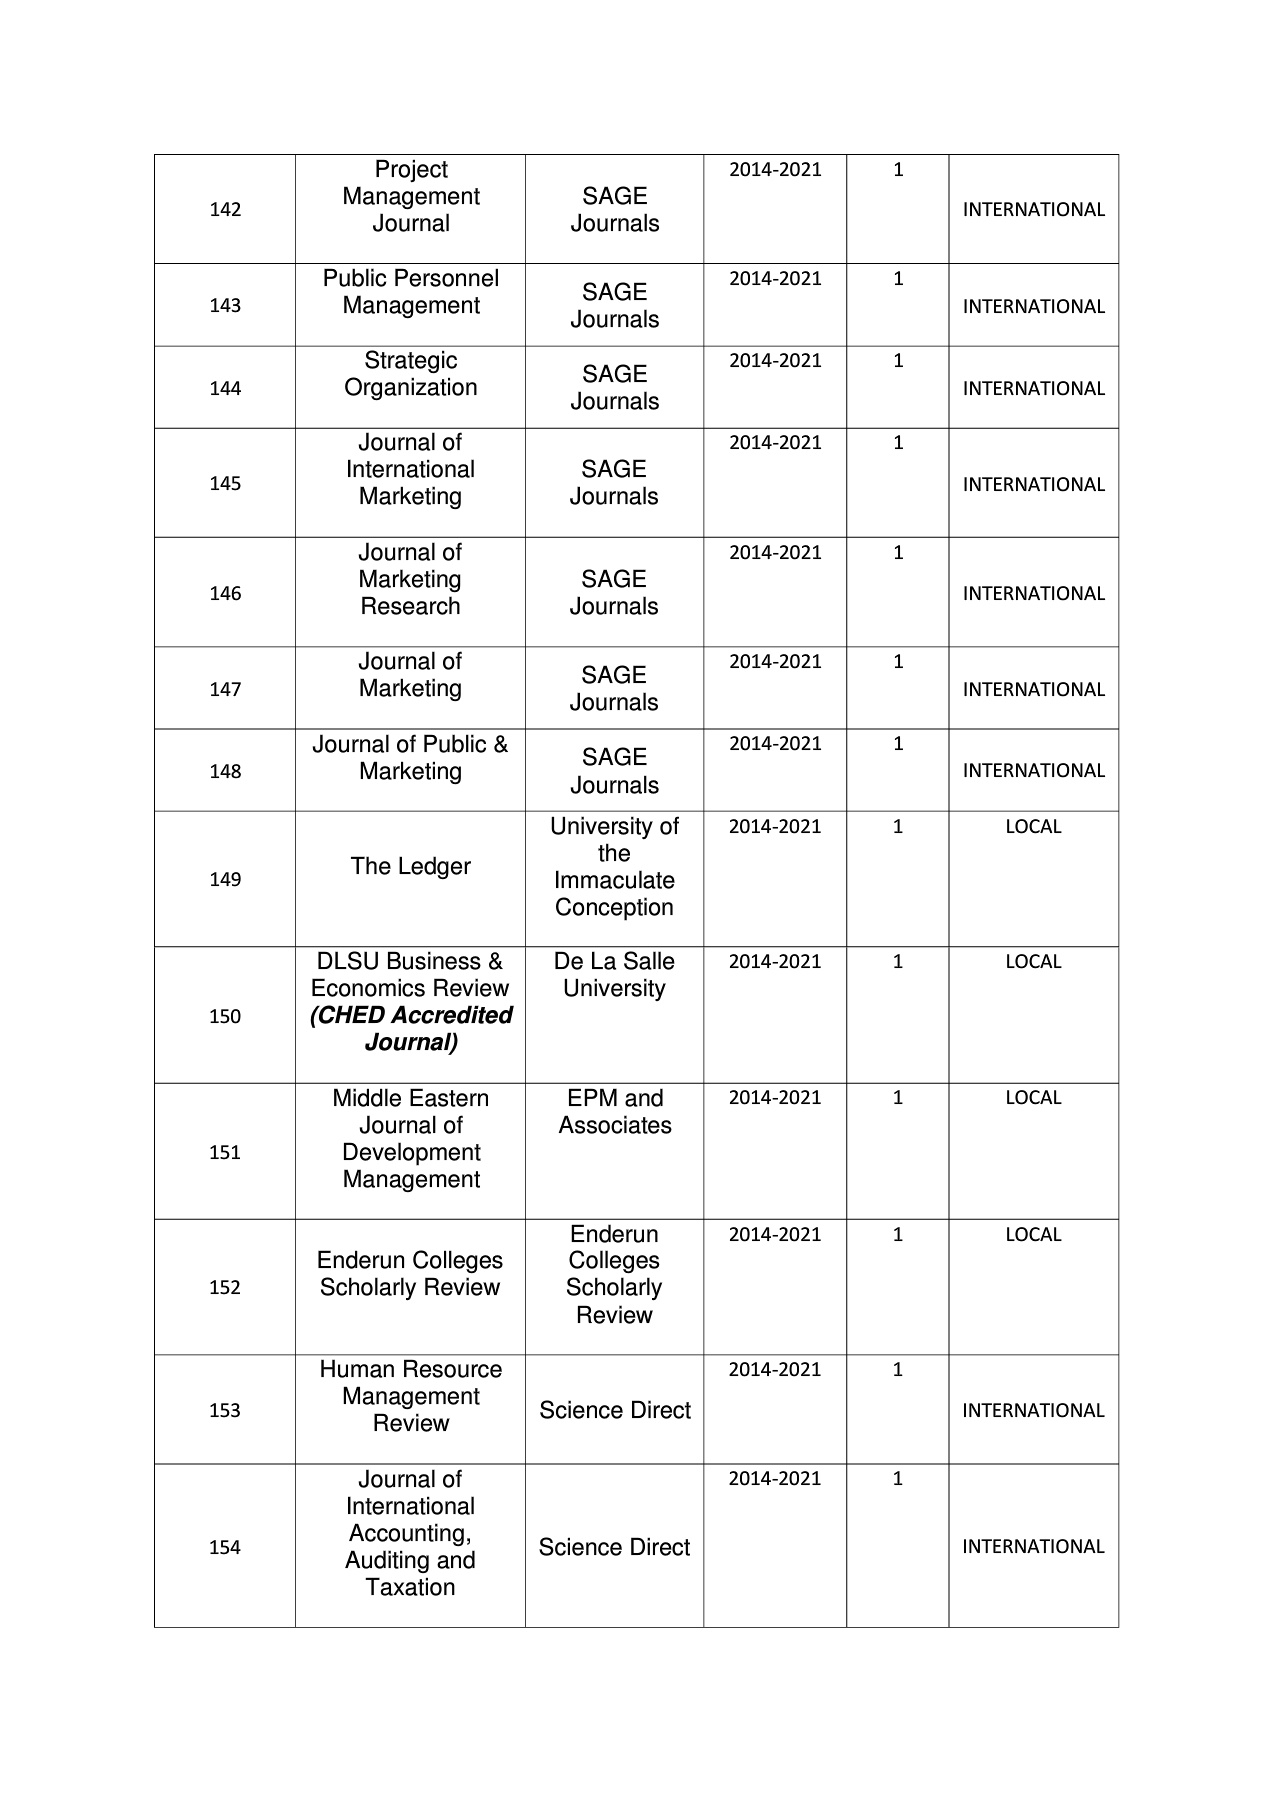 142
Project
Management
Journal
SAGE
Journals
2014-2021
1
INTERNATIONAL
143
Public Personnel
Management
SAGE
Journals
2014-2021
1
INTERNATIONAL
144
Strategic
Organization
SAGE
Journals
2014-2021
1
INTERNATIONAL
145
Journal of
International
Marketing
SAGE
Journals
2014-2021
1
INTERNATIONAL
146
Journal of
Marketing
Research
SAGE
Journals
2014-2021
1
INTERNATIONAL
147
Journal of
Marketing
SAGE
Journals
2014-2021
1
INTERNATIONAL
148
Journal of Public &
Marketing
SAGE
Journals
2014-2021
1
INTERNATIONAL
149
The Ledger
University of
the
Immaculate
Conception
2014-2021
1
LOCAL
150
DLSU Business &
Economics Review
(CHED Accredited
Journal)
De La Salle
University
2014-2021
1
LOCAL
151
Middle Eastern
Journal of
Development
Management
EPM and
Associates
2014-2021
1
LOCAL
152
Enderun Colleges
Scholarly Review
Enderun
Colleges
Scholarly
Review
2014-2021
1
LOCAL
153
Human Resource
Management
Review
Science Direct
2014-2021
1
INTERNATIONAL
154
Journal of
International
Accounting,
Auditing and
Taxation
Science Direct
2014-2021
1
INTERNATIONAL